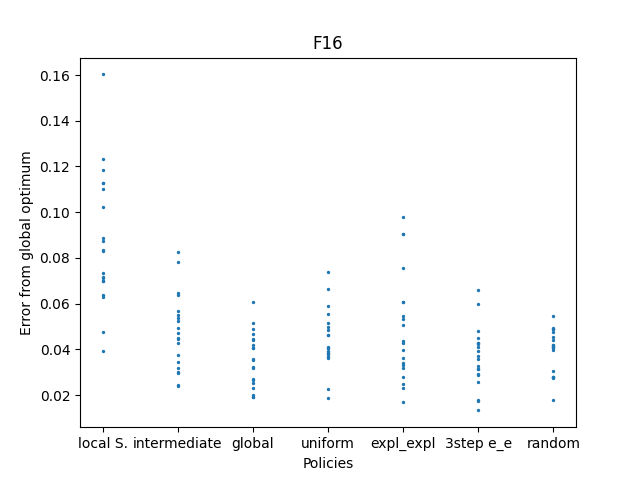 F16
Error from global optimum
0.16
0.14
0.12
0.10
0.08
0.06
0.04
0.02
local S. intermediate global uniform expl_expl 3step e_e random
Policies